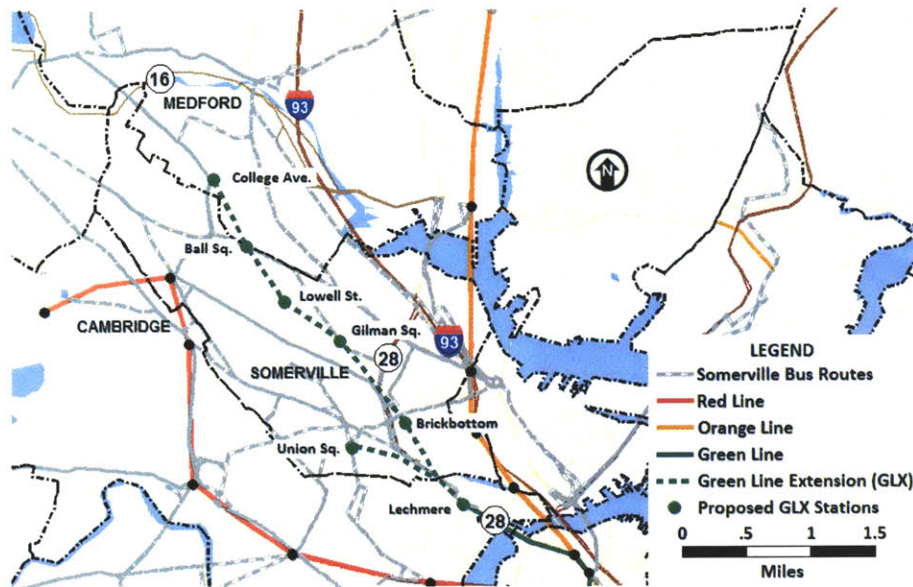 16
MEDFORD
93
N
College Ave.
Ball Sq.
Lowell St.
CAMBRIDGE
Gilman Sq.
93
28
SOMERVILLE
Brickbottom
Union Sq.
Lechmere
28
LEGEND
Somerville Bus Routes
Red Line
Orange Line
Green Line
Green Line Extension (GLX)
Proposed GLX Stations
0 .5 1 1.5
Miles